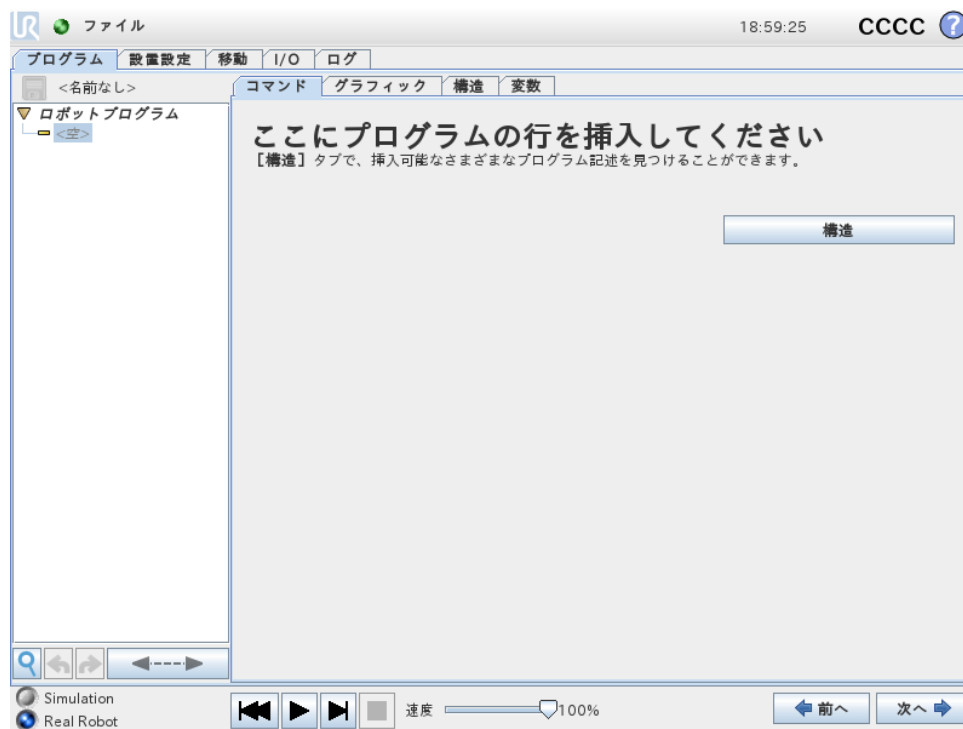 UR ファイル 18:59:25 CCCC ?
プログラム 設置設定 移動 I/O ログ
<名前なし>
コマンド グラフィック 構造 変数
ロボットプログラム
<空>
ここにプログラムの行を挿入してください
［構造］タブで、挿入可能なさまざまなプログラム記述を見つけることができます。
構造
Simulation
Real Robot
速度 100%
前へ 次へ